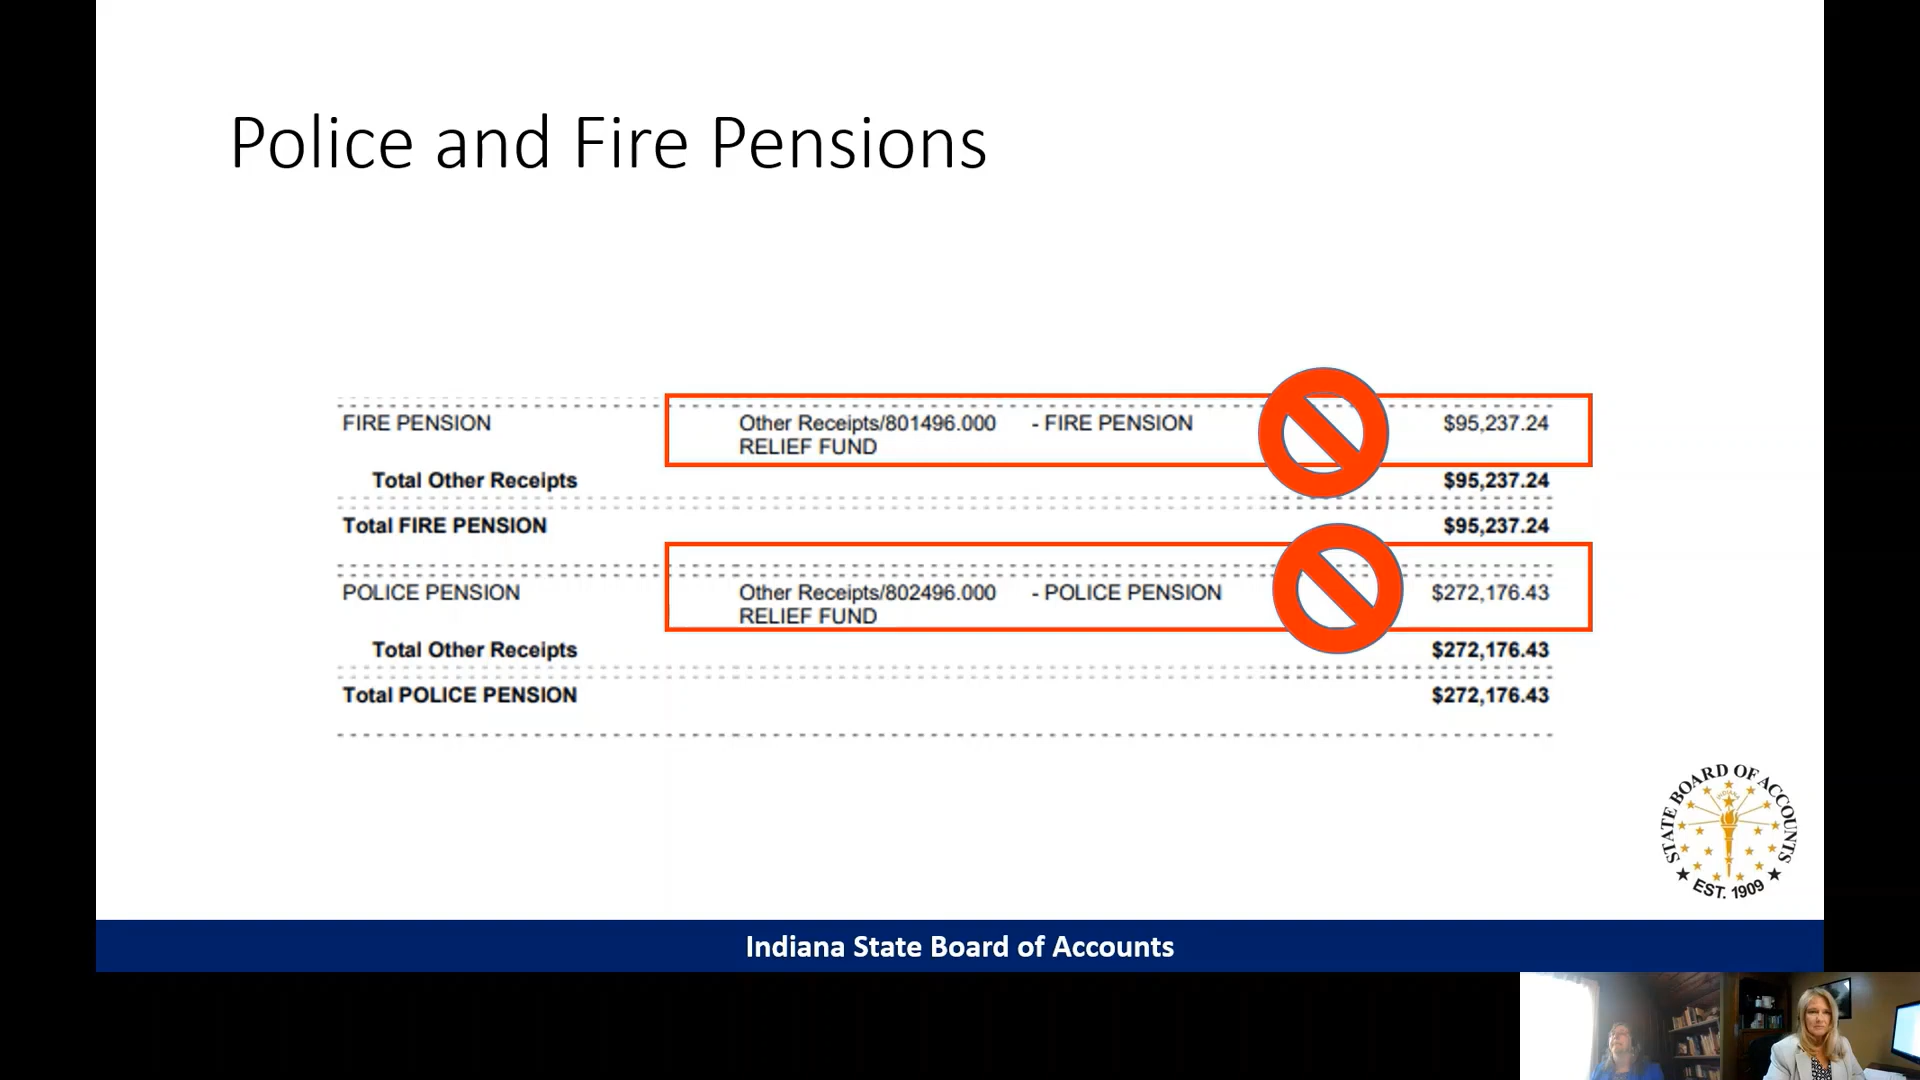 Police and Fire Pensions
FIRE PENSION Other Receipts/801496.000 - FIRE PENSION $95,237.24
RELIEF FUND
Total Other Receipts $95,237.24
Total FIRE PENSION $95,237.24
POLICE PENSION Other Receipts/802496.000 - POLICE PENSION $272,176.43
RELIEF FUND
Total Other Receipts $272,176.43
Total POLICE PENSION $272,176.43
STATE BOARD OF ACCOUNTS
INDIANA
EST. 1909
Indiana State Board of Accounts